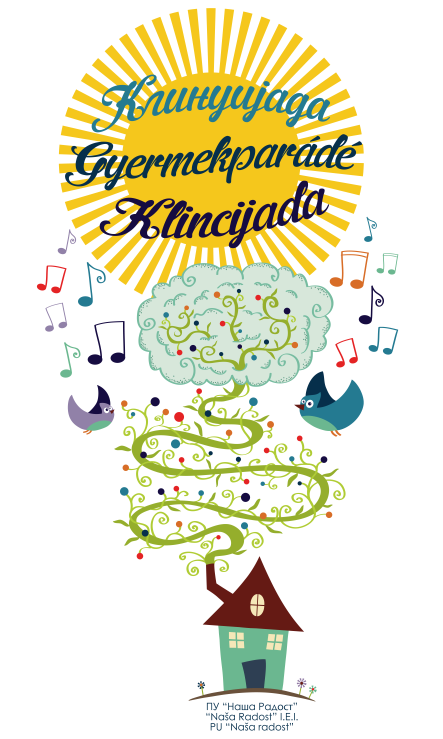 Клинцијада
Gyermekparádé
Klincijada
ПУ “Наша Радост”
“Naša Radost” I.E.I.
PU “Naša radost”